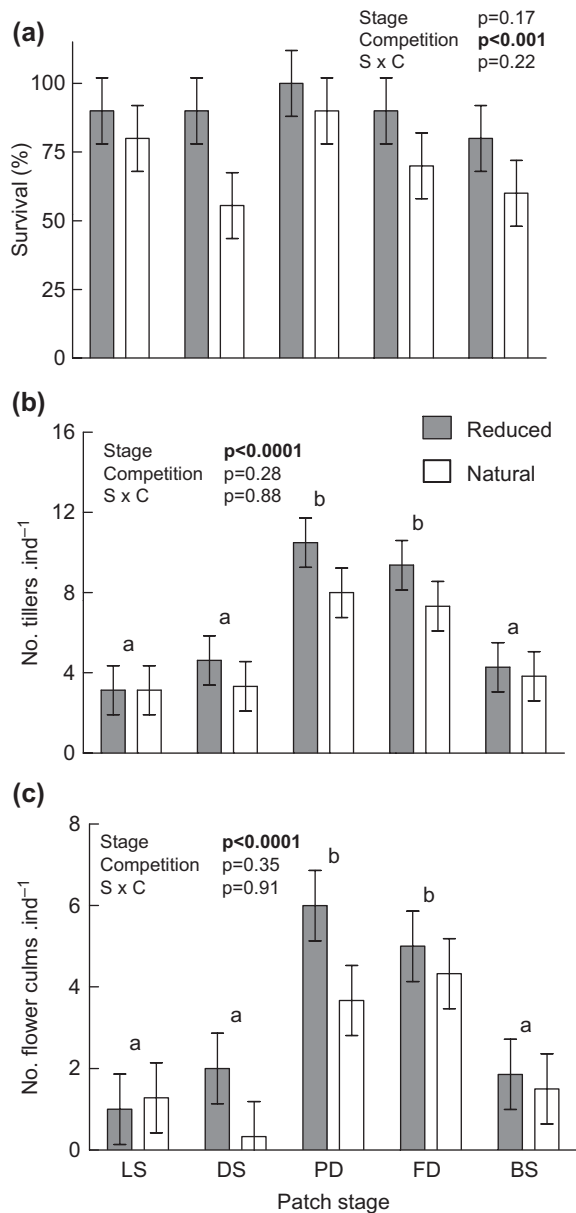 (a)
Stage p=0.17
Competition p<0.001
S x C p=0.22
100
75
50
25
0
Survival (%)
(b)
Reduced
Natural
Stage p<0.0001
Competition p=0.28
S x C p=0.88
16
12
8
4
0
No. tillers .ind⁻¹
a
a
b
b
a
(c)
Stage p<0.0001
Competition p=0.35
S x C p=0.91
8
6
4
2
0
No. flower culms .ind⁻¹
a
a
b
b
a
LS DS PD FD BS
Patch stage